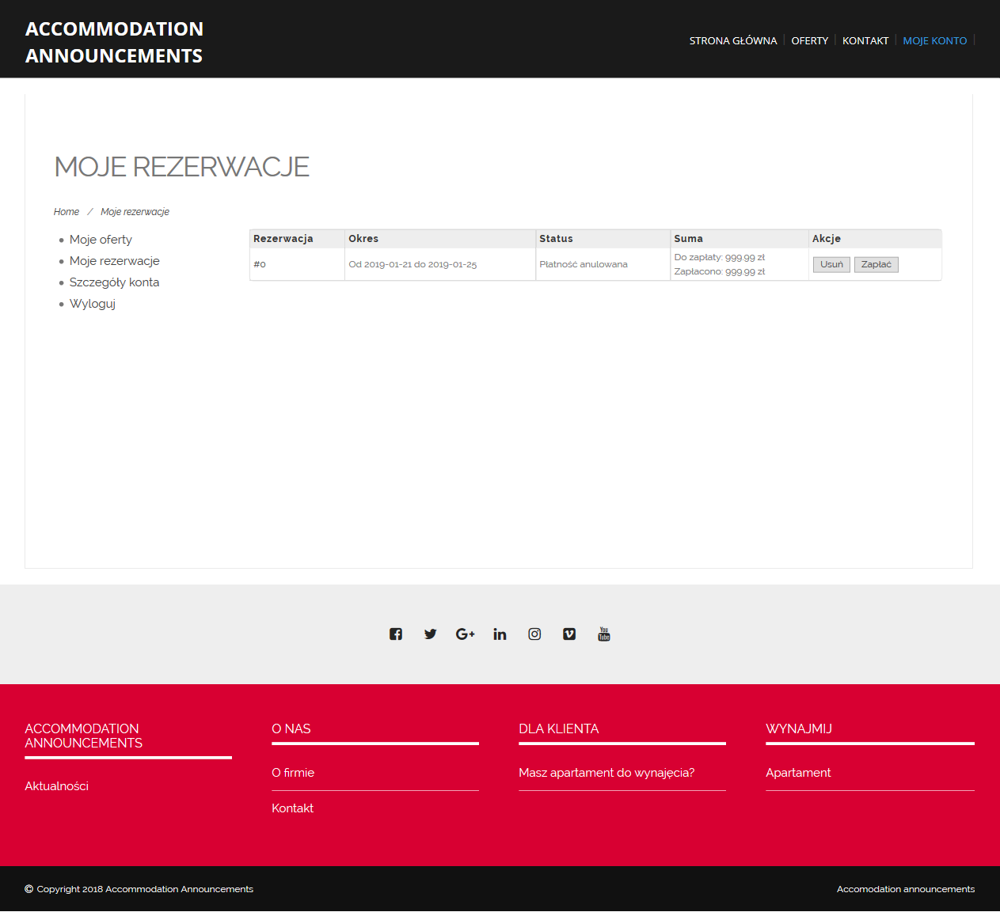 ACCOMMODATION
ANNOUNCEMENTS
STRONA GŁÓWNA
OFERTY
KONTAKT
MOJE KONTO
MOJE REZERWACJE
Home / Moje rezerwacje
Moje oferty
Moje rezerwacje
Szczegóły konta
Wyloguj
Rezerwacja Okres Status Suma Akcje
#0 Od 2019-01-21 do 2019-01-25 Płatność anulowana
Do zapłaty: 999.99 zł
Zapłacono: 999.99 zł
Usuń Zapłać
You
Tube
ACCOMMODATION
ANNOUNCEMENTS
Aktualności
O NAS
O firmie
Kontakt
DLA KLIENTA
Masz apartament do wynajęcia?
WYNAJMIJ
Apartament
© Copyright 2018 Accommodation Announcements
Accomodation announcements